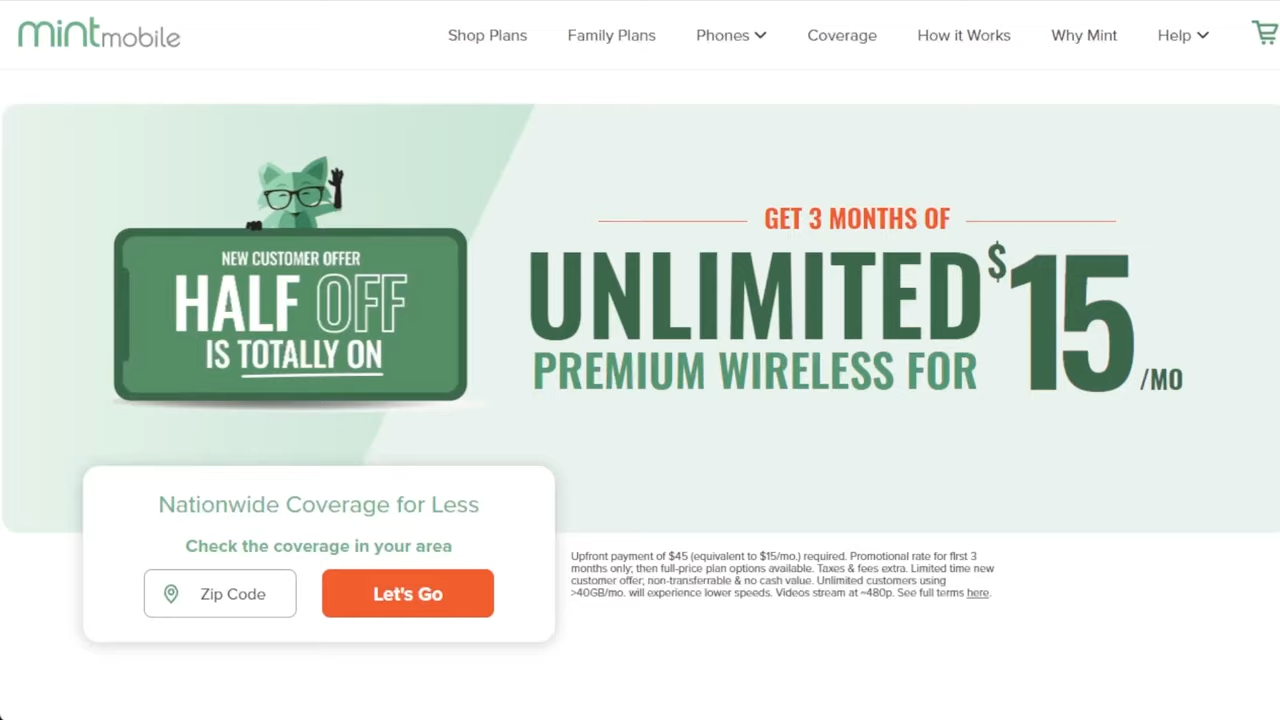 mintmobile
Shop Plans Family Plans Phones Coverage How it Works Why Mint Help
NEW CUSTOMER OFFER
HALF OFF
IS TOTALLY ON
GET 3 MONTHS OF
UNLIMITED
PREMIUM WIRELESS FOR
$15/MO
Nationwide Coverage for Less
Check the coverage in your area
Zip Code Let's Go
Upfront payment of $45 (equivalent to $15/mo.) required. Promotional rate for first 3
months only; then full-price plan options available. Taxes & fees extra. Limited time new
customer offer; non-transferrable & no cash value. Unlimited customers using
>40GB/mo. will experience lower speeds. Videos stream at ~480p. See full terms here.